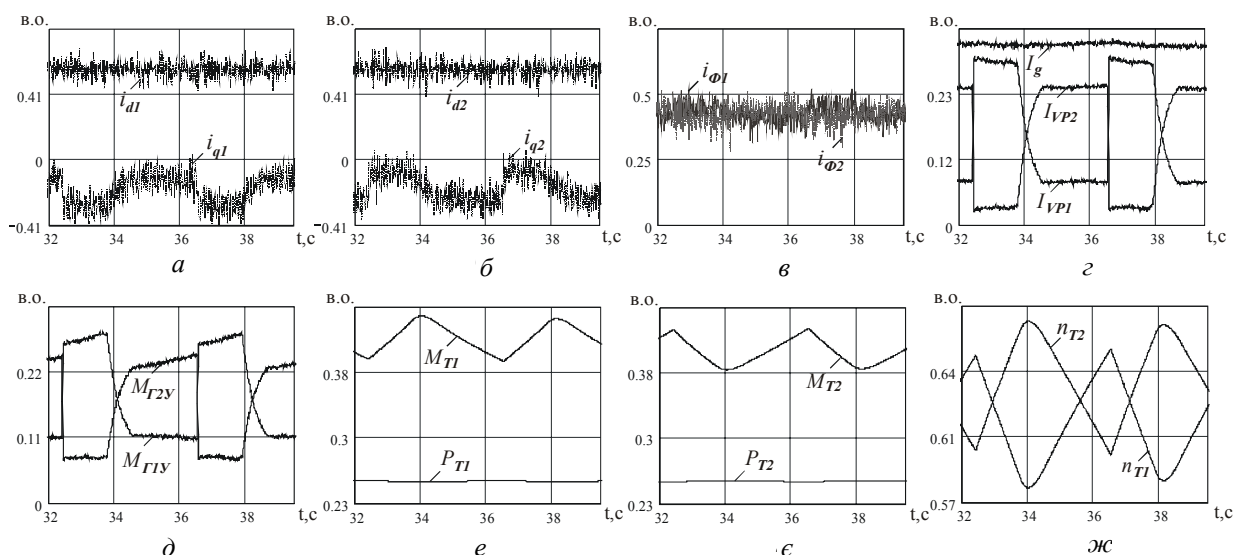 в.о.
0.41
0
−0.41
i_d1
i_q1
32 34 36 38 t,c
а
в.о.
0.41
0
−0.41
i_d2
i_q2
32 34 36 38 t,c
б
в.о.
0.5
0.25
0
i_Ф1
i_Ф2
32 34 36 38 t,c
в
в.о.
0.23
0.12
0
I_g
I_VP2
I_VP1
32 34 36 38 t,c
г
в.о.
0.22
0.11
0
M_Г2У
M_Г1У
32 34 36 38 t,c
д
в.о.
0.38
0.3
0.23
M_T1
P_T1
32 34 36 38 t,c
е
в.о.
0.38
0.3
0.23
M_T2
P_T2
32 34 36 38 t,c
є
в.о.
0.64
0.61
0.57
n_T2
n_T1
32 34 36 38 t,c
ж